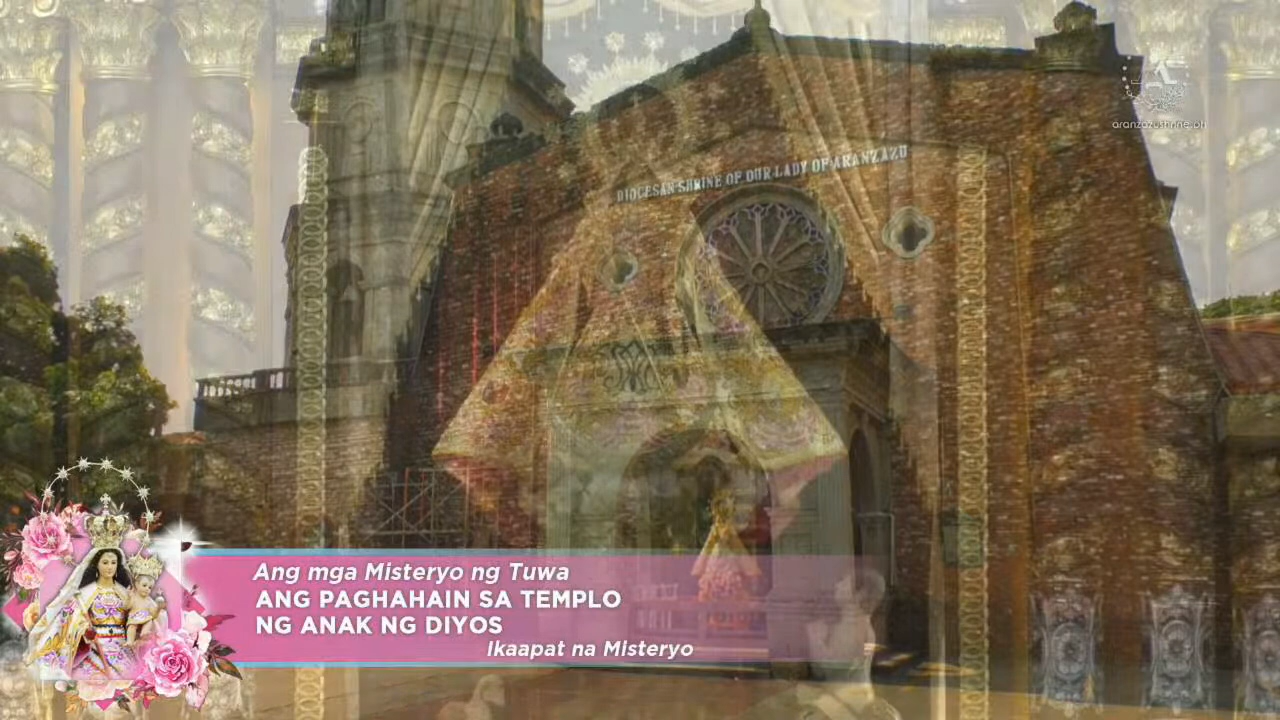 aranzazushrine.ph
DIOCESAN SHRINE OF OUR LADY OF ARANZAZU
Ang mga Misteryo ng Tuwa
ANG PAGHAHAIN SA TEMPLO
NG ANAK NG DIYOS
Ikaapat na Misteryo